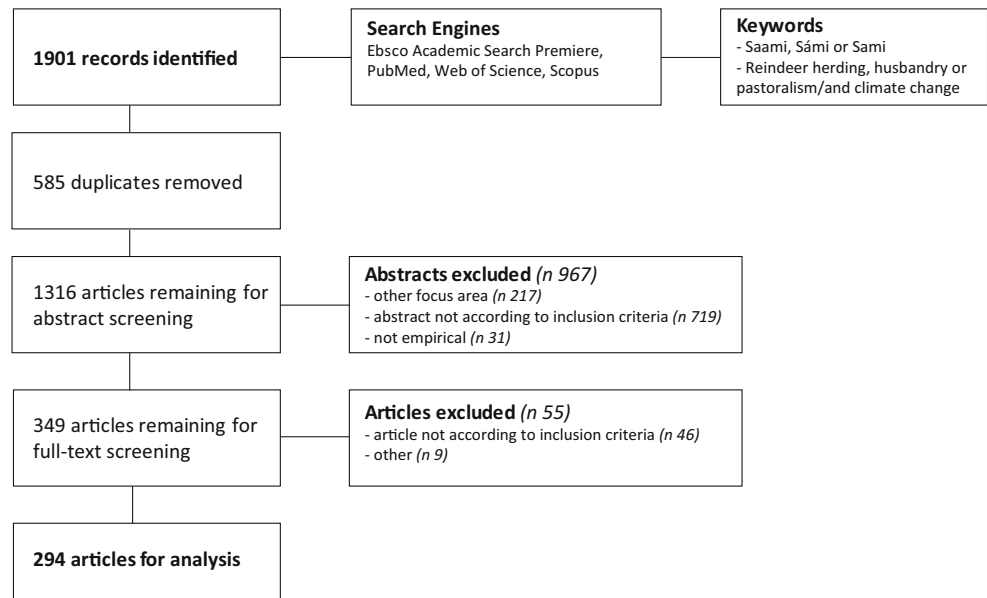 1901 records identified
Search Engines
Ebsco Academic Search Premiere,
PubMed, Web of Science, Scopus
Keywords
- Saami, Sámi or Sami
- Reindeer herding, husbandry or
pastoralism/and climate change
585 duplicates removed
1316 articles remaining for
abstract screening
Abstracts excluded (n 967)
- other focus area (n 217)
- abstract not according to inclusion criteria (n 719)
- not empirical (n 31)
349 articles remaining for
full-text screening
Articles excluded (n 55)
- article not according to inclusion criteria (n 46)
- other (n 9)
294 articles for analysis